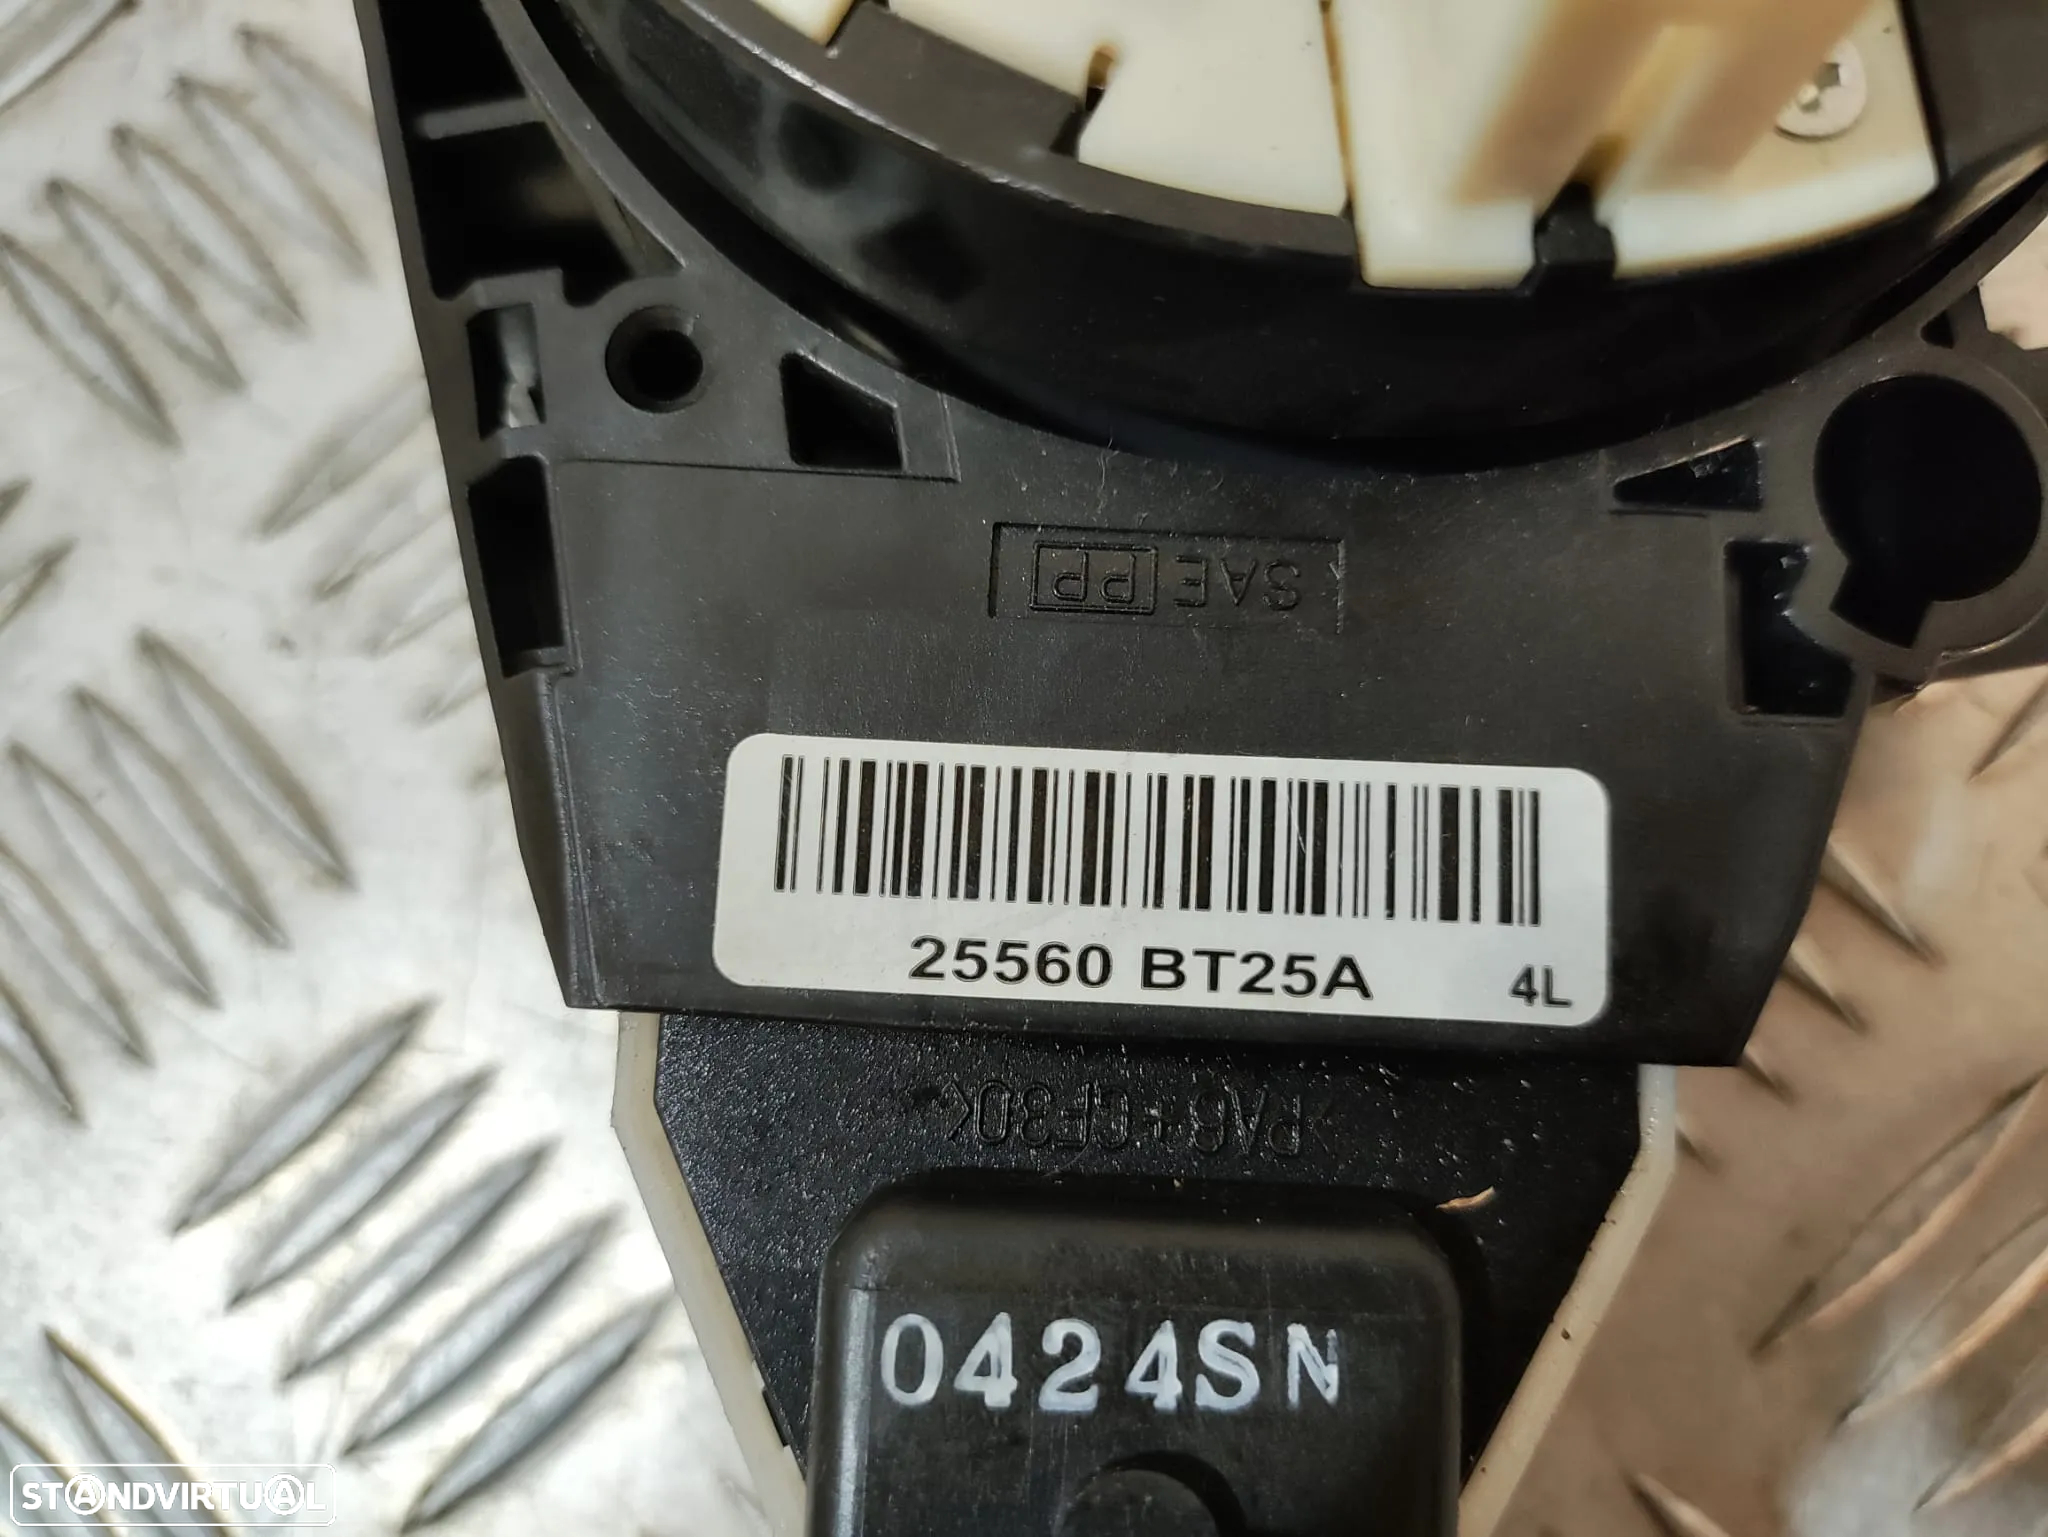 SAE PP
25560 BT25A 4L
>PA6+GF30<
0424SN
STANDVIRTUAL